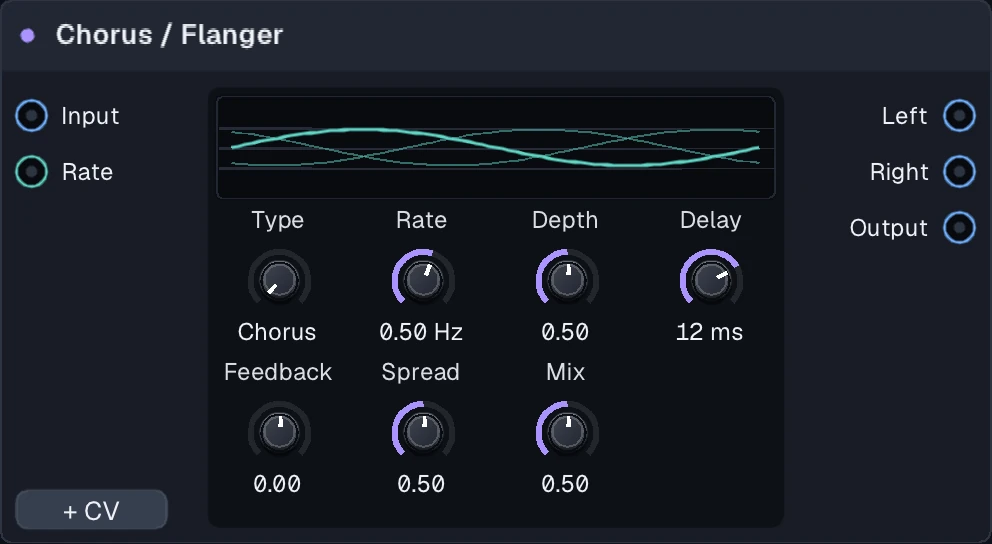 Chorus / Flanger
Input
Rate
Left
Right
Output
Type Rate Depth Delay
Chorus 0.50 Hz 0.50 12 ms
Feedback Spread Mix
0.00 0.50 0.50
+ CV